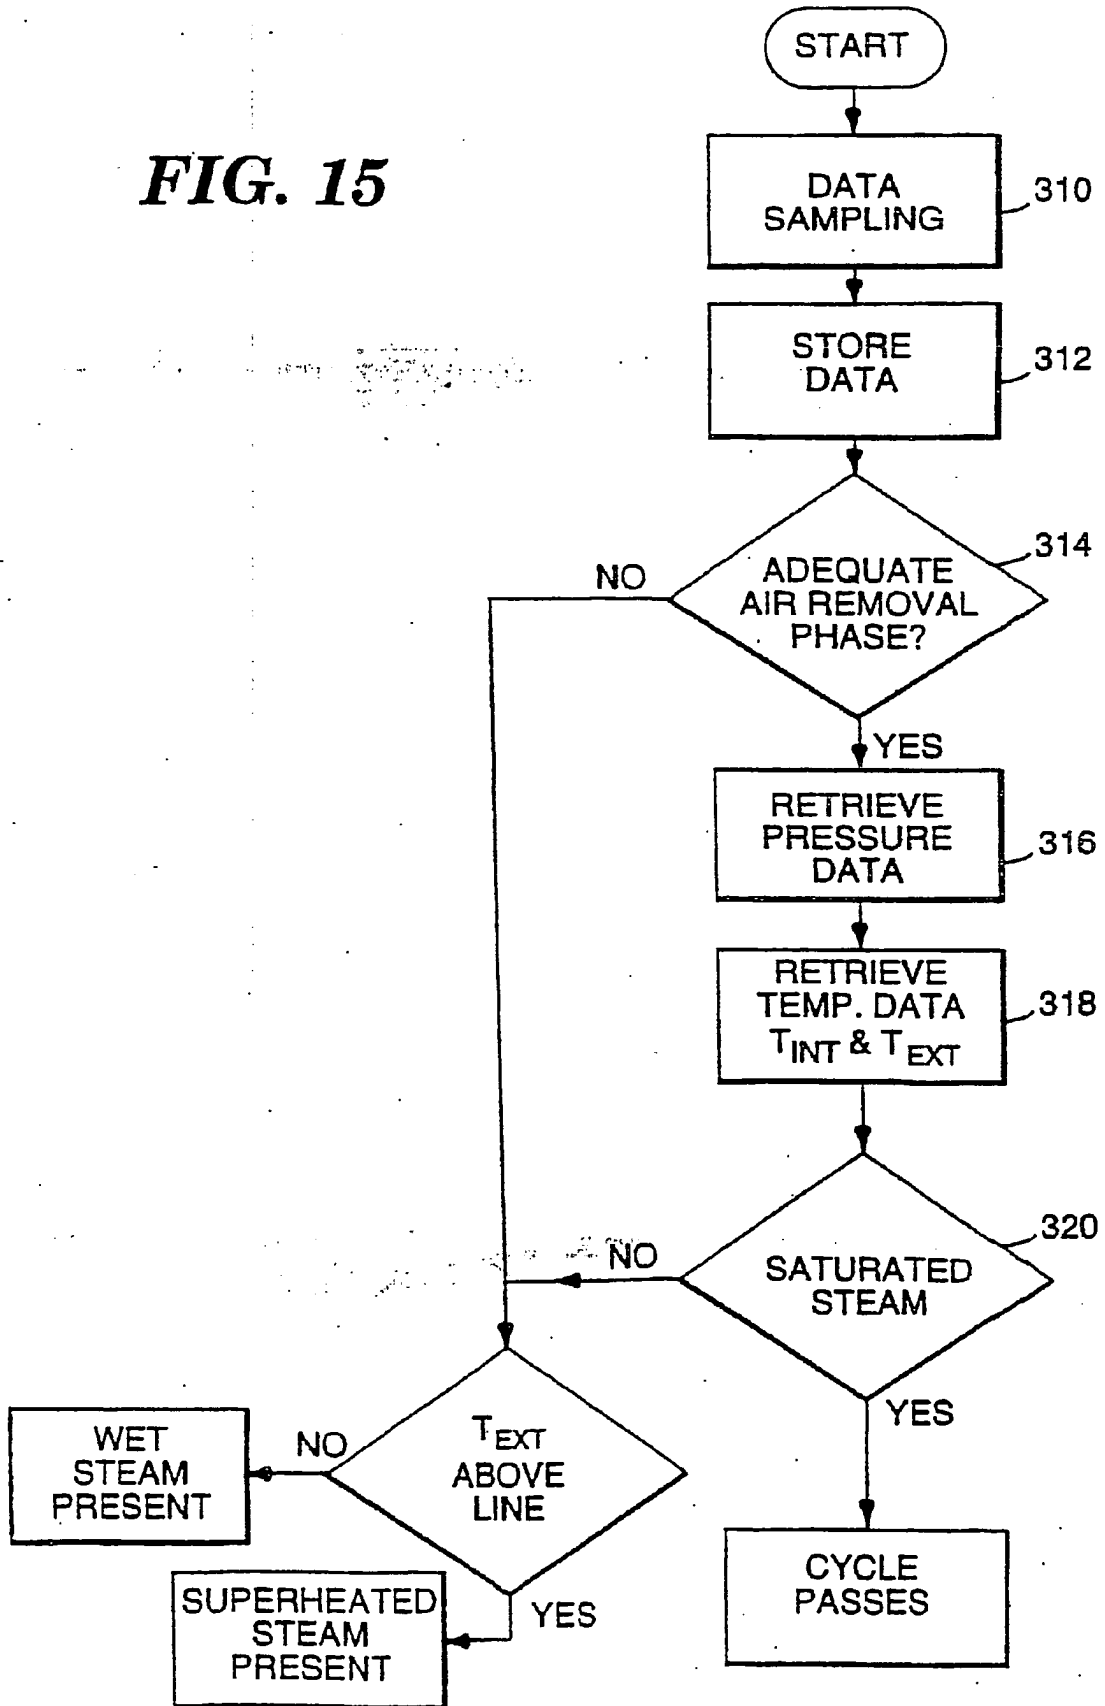 START
FIG. 15
DATA
SAMPLING
310
STORE
DATA
312
ADEQUATE
AIR REMOVAL
PHASE?
314
NO
YES
RETRIEVE
PRESSURE
DATA
316
RETRIEVE
TEMP. DATA
TINT & TEXT
318
SATURATED
STEAM
320
NO
YES
TEXT
ABOVE
LINE
NO
WET
STEAM
PRESENT
YES
SUPERHEATED
STEAM
PRESENT
CYCLE
PASSES